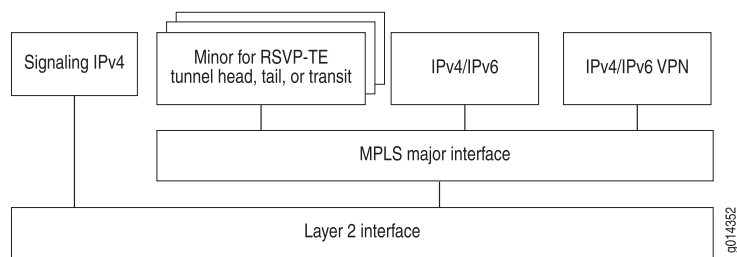 Signaling IPv4
Minor for RSVP-TE
tunnel head, tail, or transit
IPv4/IPv6
IPv4/IPv6 VPN
MPLS major interface
Layer 2 interface
g014352